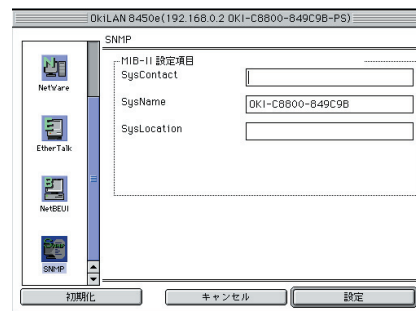 OkiLAN 8450e(192.168.0.2 OKI-C8800-849C9B-PS)
SNMP
MIB-II 設定項目
SysContact
SysName
OKI-C8800-849C9B
SysLocation
NetWare
EtherTalk
NetBEUI
SNMP
初期化
キャンセル
設定